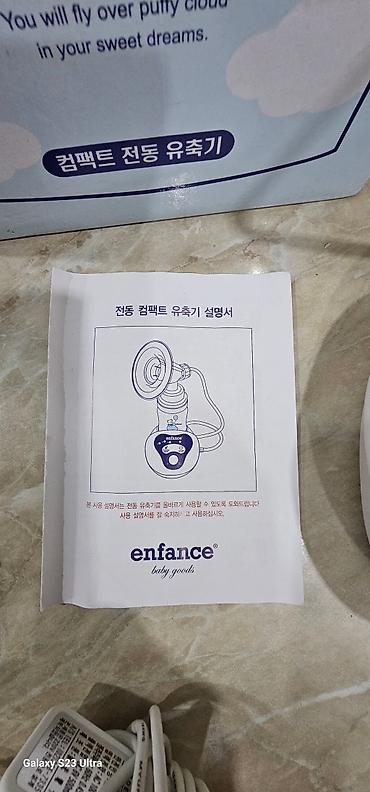 You will fly over puffy cloud
in your sweet dreams.
컴팩트 전동 유축기
전동 컴팩트 유축기 설명서
enfance
본 사용 설명서는 전동 유축기를 올바르게 사용할 수 있도록 도와드립니다
사용 설명서를 잘 숙지하고 사용하십시오.
enfance®
baby goods
Galaxy S23 Ultra